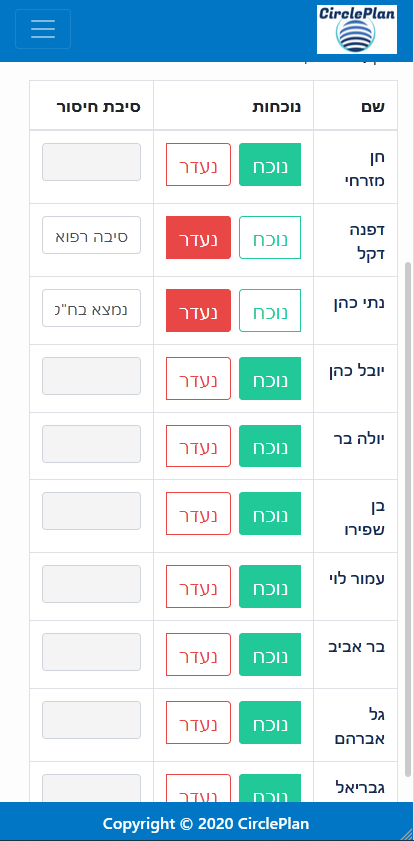 CirclePlan
שם נוכחות סיבת חיסור
חן
מזרחי
נוכח נעדר
דפנה
דקל
נוכח נעדר סיבה רפוא
נתי כהן נוכח נעדר נמצא בח"ל
יובל כהן נוכח נעדר
יולה בר נוכח נעדר
בן
שפירו
נוכח נעדר
עמור לוי נוכח נעדר
בר אביב נוכח נעדר
גל
אברהם
נוכח נעדר
גבריאל נוכח נעדר
Copyright © 2020 CirclePlan